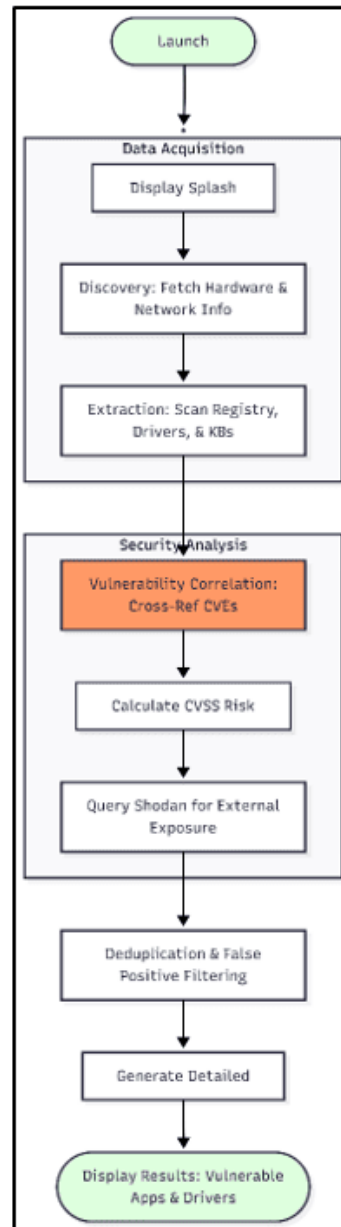 Launch
Data Acquisition
Display Splash
Discovery: Fetch Hardware &
Network Info
Extraction: Scan Registry,
Drivers, & KBs
Security Analysis
Vulnerability Correlation:
Cross-Ref CVEs
Calculate CVSS Risk
Query Shodan for External
Exposure
Deduplication & False
Positive Filtering
Generate Detailed
Display Results: Vulnerable
Apps & Drivers